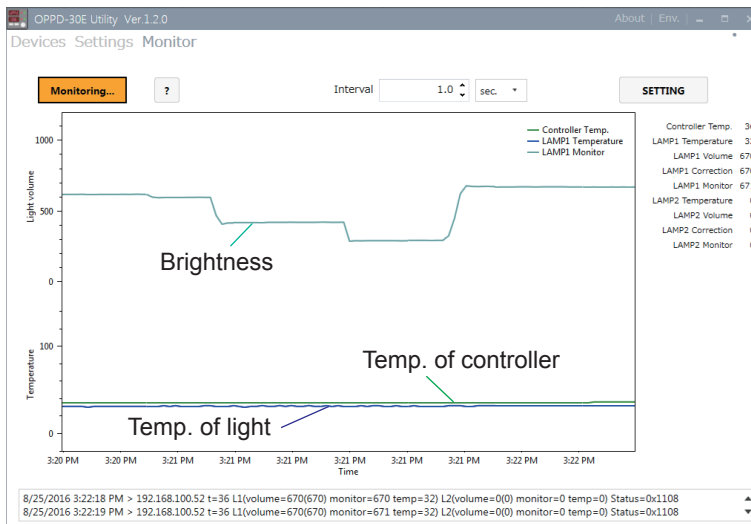 OPPD-30E Utility Ver.1.2.0
About | Env.
Devices Settings Monitor
Monitoring...
?
Interval
1.0
sec.
SETTING
1000
500
0
Light volume
Controller Temp.
LAMP1 Temperature
LAMP1 Monitor
Brightness
100
0
Temperature
Temp. of controller
Temp. of light
3:20 PM 3:20 PM 3:21 PM 3:21 PM 3:21 PM 3:21 PM 3:21 PM 3:21 PM 3:22 PM 3:22 PM
Time
Controller Temp.
LAMP1 Temperature
LAMP1 Volume 670
LAMP1 Correction 670
LAMP1 Monitor 671
LAMP2 Temperature
LAMP2 Volume
LAMP2 Correction
LAMP2 Monitor
8/25/2016 3:22:18 PM > 192.168.100.52 t=36 L1(volume=670(670) monitor=670 temp=32) L2(volume=0(0) monitor=0 temp=0) Status=0x1108
8/25/2016 3:22:19 PM > 192.168.100.52 t=36 L1(volume=670(670) monitor=671 temp=32) L2(volume=0(0) monitor=0 temp=0) Status=0x1108